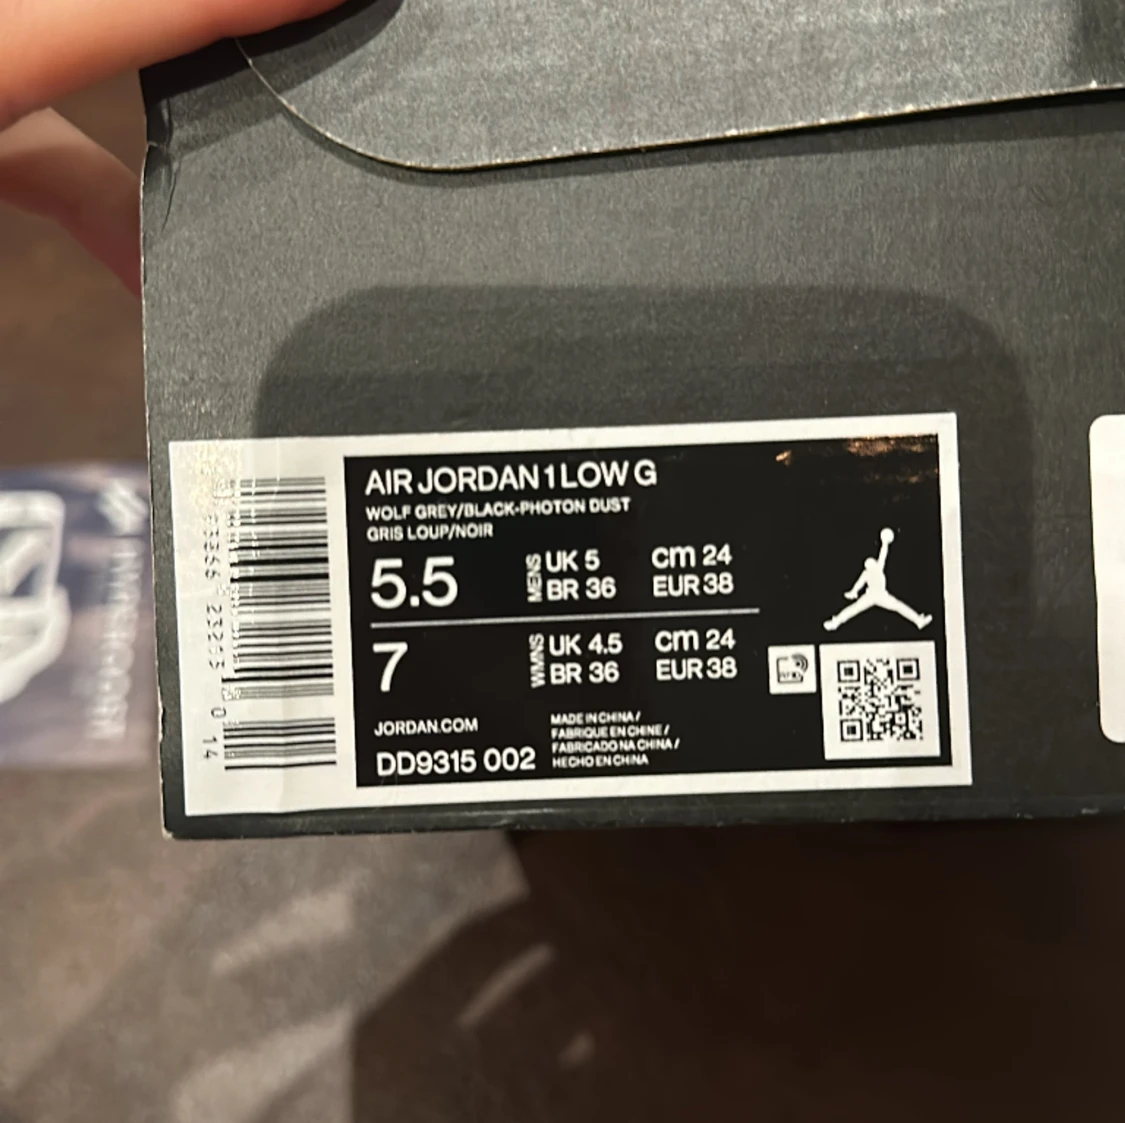 AIR JORDAN 1 LOW G
WOLF GREY/BLACK-PHOTON DUST
GRIS LOUP/NOIR
5.5 MENS UK 5 cm 24
BR 36 EUR 38
7 WMNS UK 4.5 cm 24
BR 36 EUR 38
JORDAN.COM
DD9315 002
MADE IN CHINA /
FABRIQUE EN CHINE /
FABRICADO NA CHINA /
HECHO EN CHINA
0 14